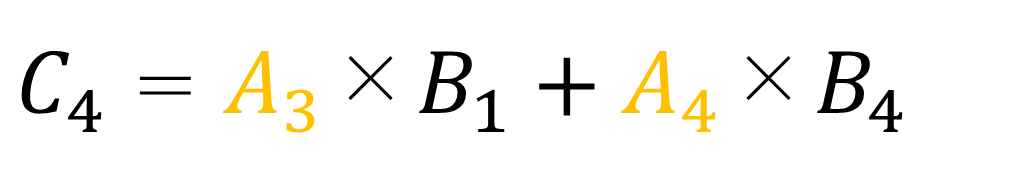 C₄ = A₃ × B₁ + A₄ × B₄